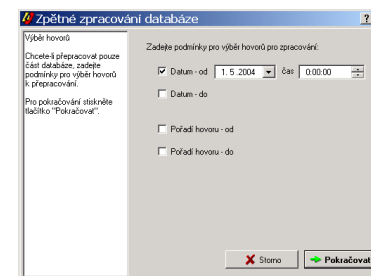 Zpětné zpracování databáze
?
Výběr hovorů
Chcete-li přepracovat pouze
část databáze, zadejte
podmínky pro výběr hovorů
k přepracování.
Pro pokračování stiskněte
tlačítko "Pokračovat".
Zadejte podmínky pro výběr hovorů pro zpracování:
Datum - od 1. 5 .2004 čas 0:00:00
Datum - do
Pořadí hovoru - od
Pořadí hovoru - do
Storno Pokračovat